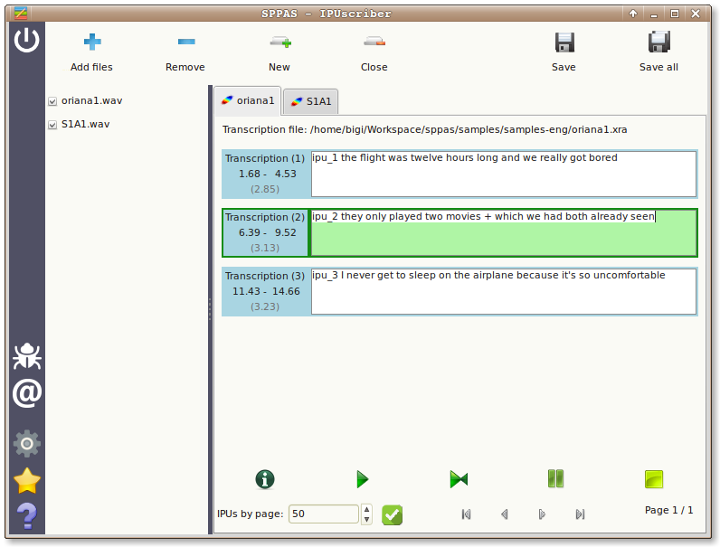 SPPAS - IPUscriber
Add files
Remove
New
Close
Save
Save all
oriana1.wav
S1A1.wav
oriana1
S1A1
Transcription file: /home/bigi/Workspace/sppas/samples/samples-eng/oriana1.xra
Transcription (1)
1.68 - 4.53
(2.85)
ipu_1 the flight was twelve hours long and we really got bored
Transcription (2)
6.39 - 9.52
(3.13)
ipu_2 they only played two movies + which we had both already seen
Transcription (3)
11.43 - 14.66
(3.23)
ipu_3 I never get to sleep on the airplane because it's so uncomfortable
IPUs by page: 50
Page 1 / 1